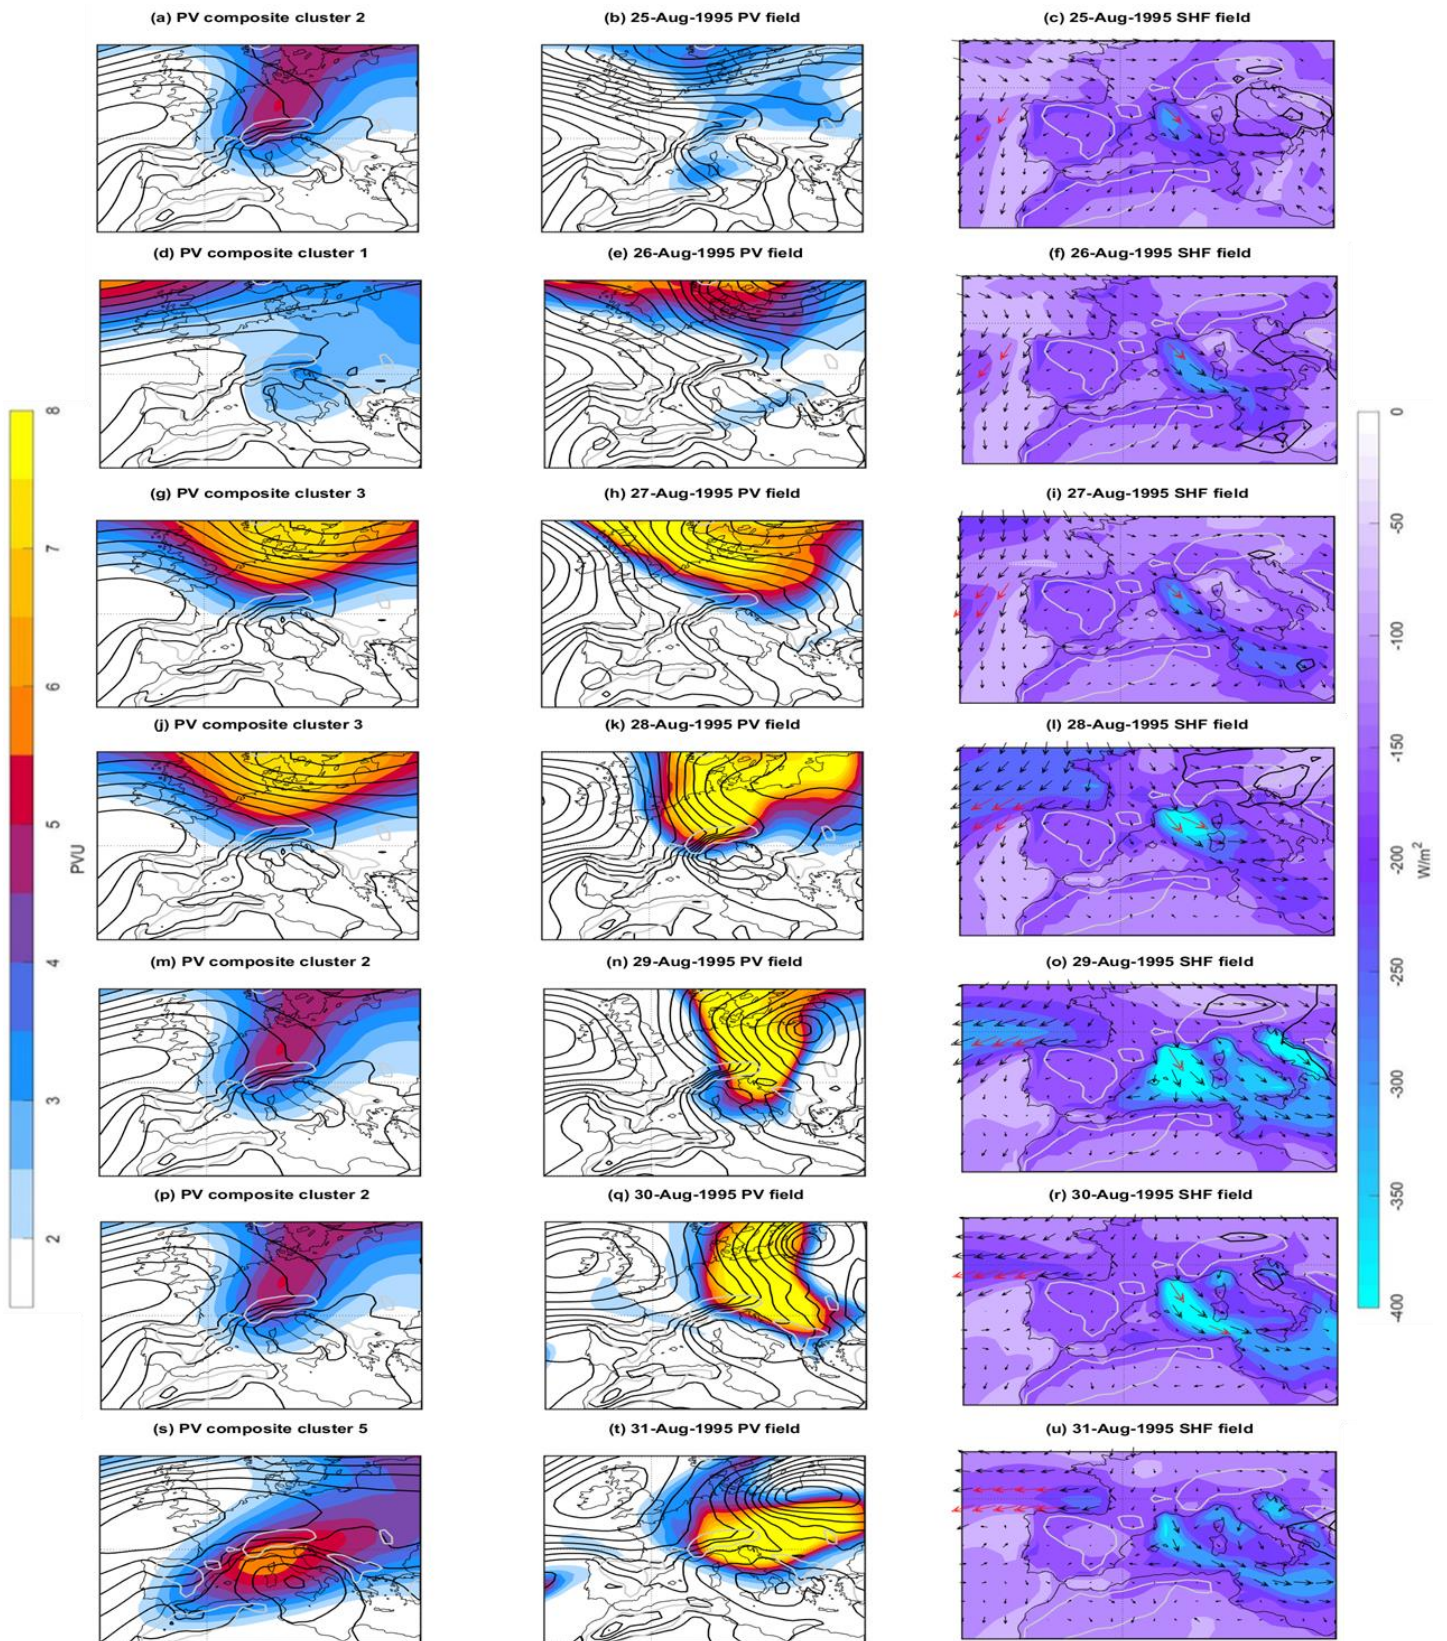 (a) PV composite cluster 2
(b) 25-Aug-1995 PV field
(c) 25-Aug-1995 SHF field
(d) PV composite cluster 1
(e) 26-Aug-1995 PV field
(f) 26-Aug-1995 SHF field
(g) PV composite cluster 3
(h) 27-Aug-1995 PV field
(i) 27-Aug-1995 SHF field
(j) PV composite cluster 3
(k) 28-Aug-1995 PV field
(l) 28-Aug-1995 SHF field
(m) PV composite cluster 2
(n) 29-Aug-1995 PV field
(o) 29-Aug-1995 SHF field
(p) PV composite cluster 2
(q) 30-Aug-1995 PV field
(r) 30-Aug-1995 SHF field
(s) PV composite cluster 5
(t) 31-Aug-1995 PV field
(u) 31-Aug-1995 SHF field
8
7
6
5
4
3
2
PVU
0
-50
-100
-150
-200
-250
-300
-350
-400
W/m²